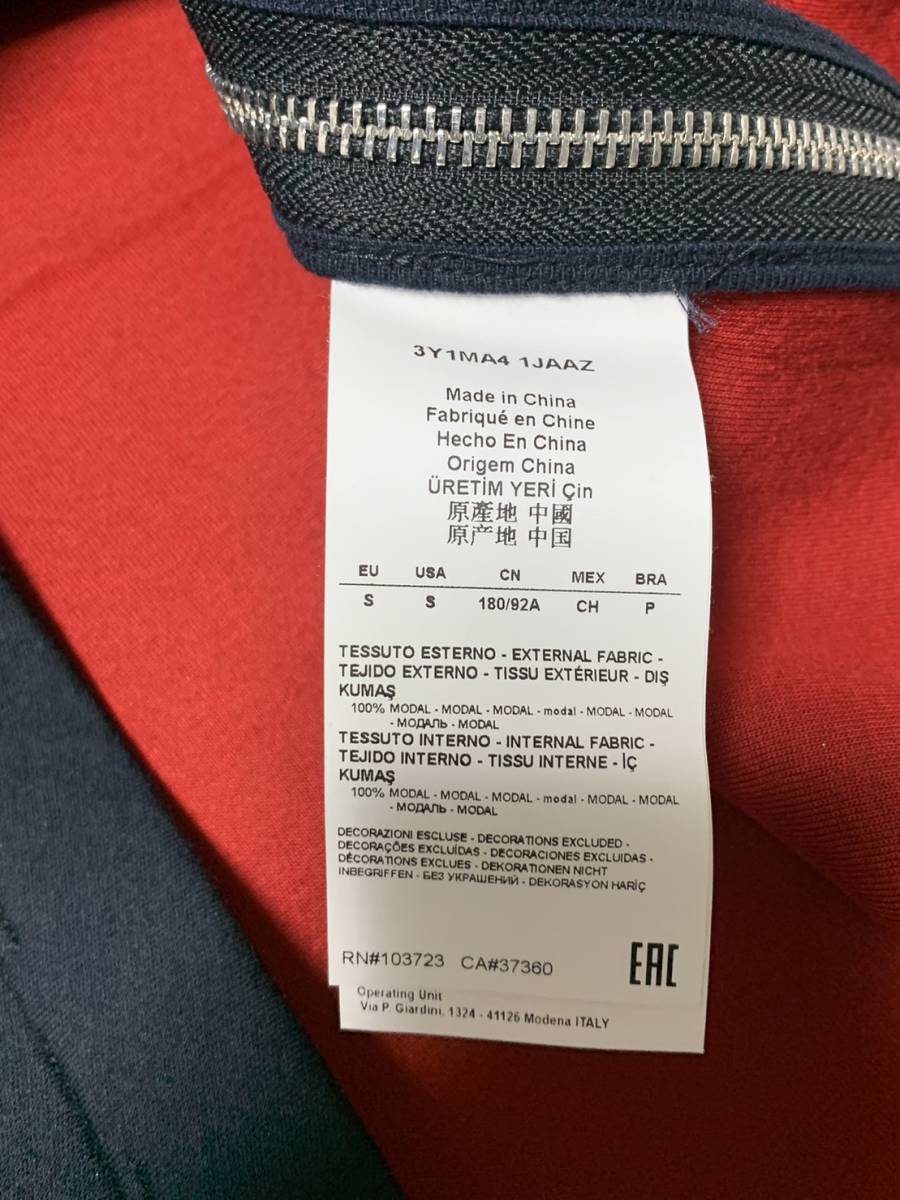 3Y1MA4 1JAAZ
Made in China
Fabriqué en Chine
Hecho En China
Origem China
ÜRETİM YERİ Çin
原產地 中國
原产地 中国
EU USA CN MEX BRA
S S 180/92A CH P
TESSUTO ESTERNO - EXTERNAL FABRIC -
TEJIDO EXTERNO - TISSU EXTÉRIEUR - DIŞ
KUMAŞ
100% MODAL - MODAL - MODAL - modal - MODAL - MODAL
- МОДАЛЬ - MODAL
TESSUTO INTERNO - INTERNAL FABRIC -
TEJIDO INTERNO - TISSU INTERNE - İÇ
KUMAŞ
100% MODAL - MODAL - MODAL - modal - MODAL - MODAL
- МОДАЛЬ - MODAL
DECORAZIONI ESCLUSE - DECORATIONS EXCLUDED -
DECORAÇÕES EXCLUÍDAS - DECORACIONES EXCLUIDAS -
DÉCORATIONS EXCLUES - DEKORATIONEN NICHT
INBEGRIFFEN - БЕЗ УКРАШЕНИЙ - DEKORASYON HARİÇ
RN#103723 CA#37360 EAC
Operating Unit
Via P. Giardini, 1324 - 41126 Modena ITALY